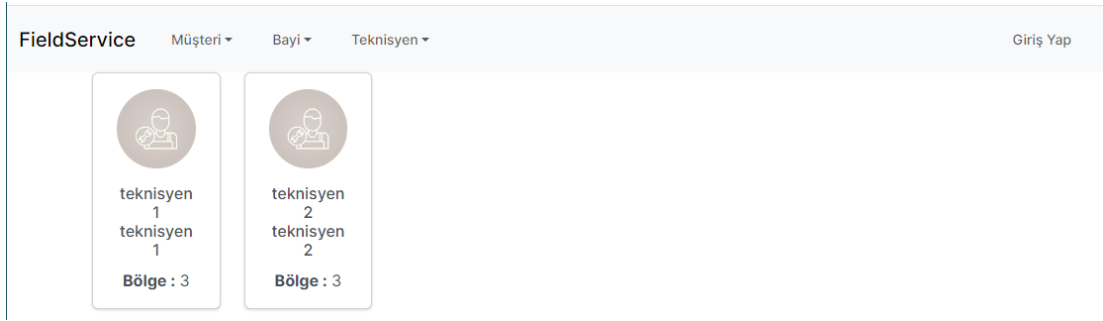 FieldService Müşteri Bayi Teknisyen Giriş Yap
teknisyen
1
teknisyen
1
Bölge : 3
teknisyen
2
teknisyen
2
Bölge : 3